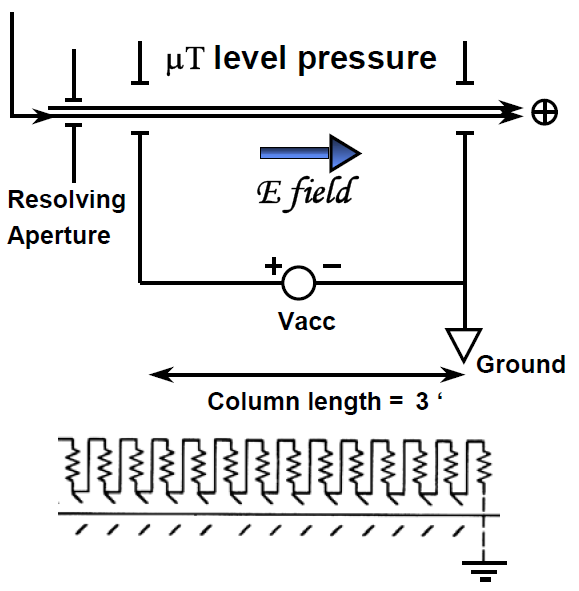 μT level pressure
Resolving
Aperture
E field
+ −
Vacc
Ground
Column length = 3 ‘